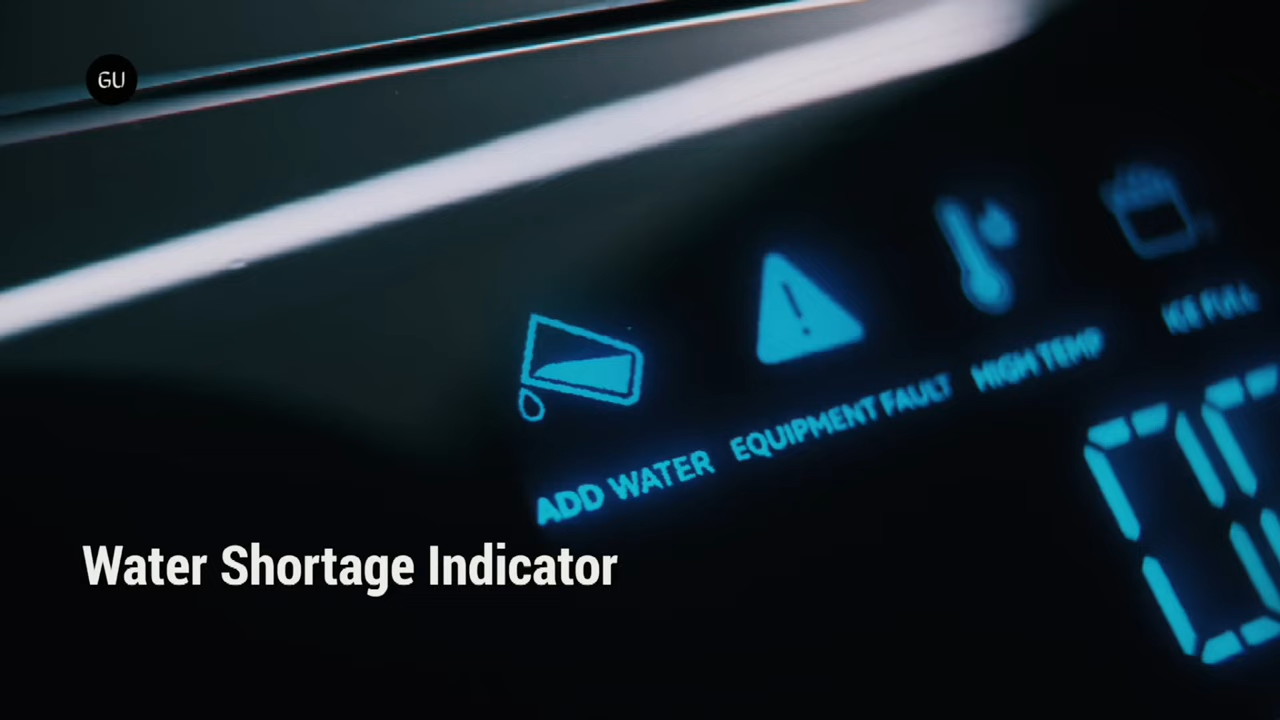 GU
ADD WATER
EQUIPMENT FAULT
HIGH TEMP
ICE FULL
Water Shortage Indicator